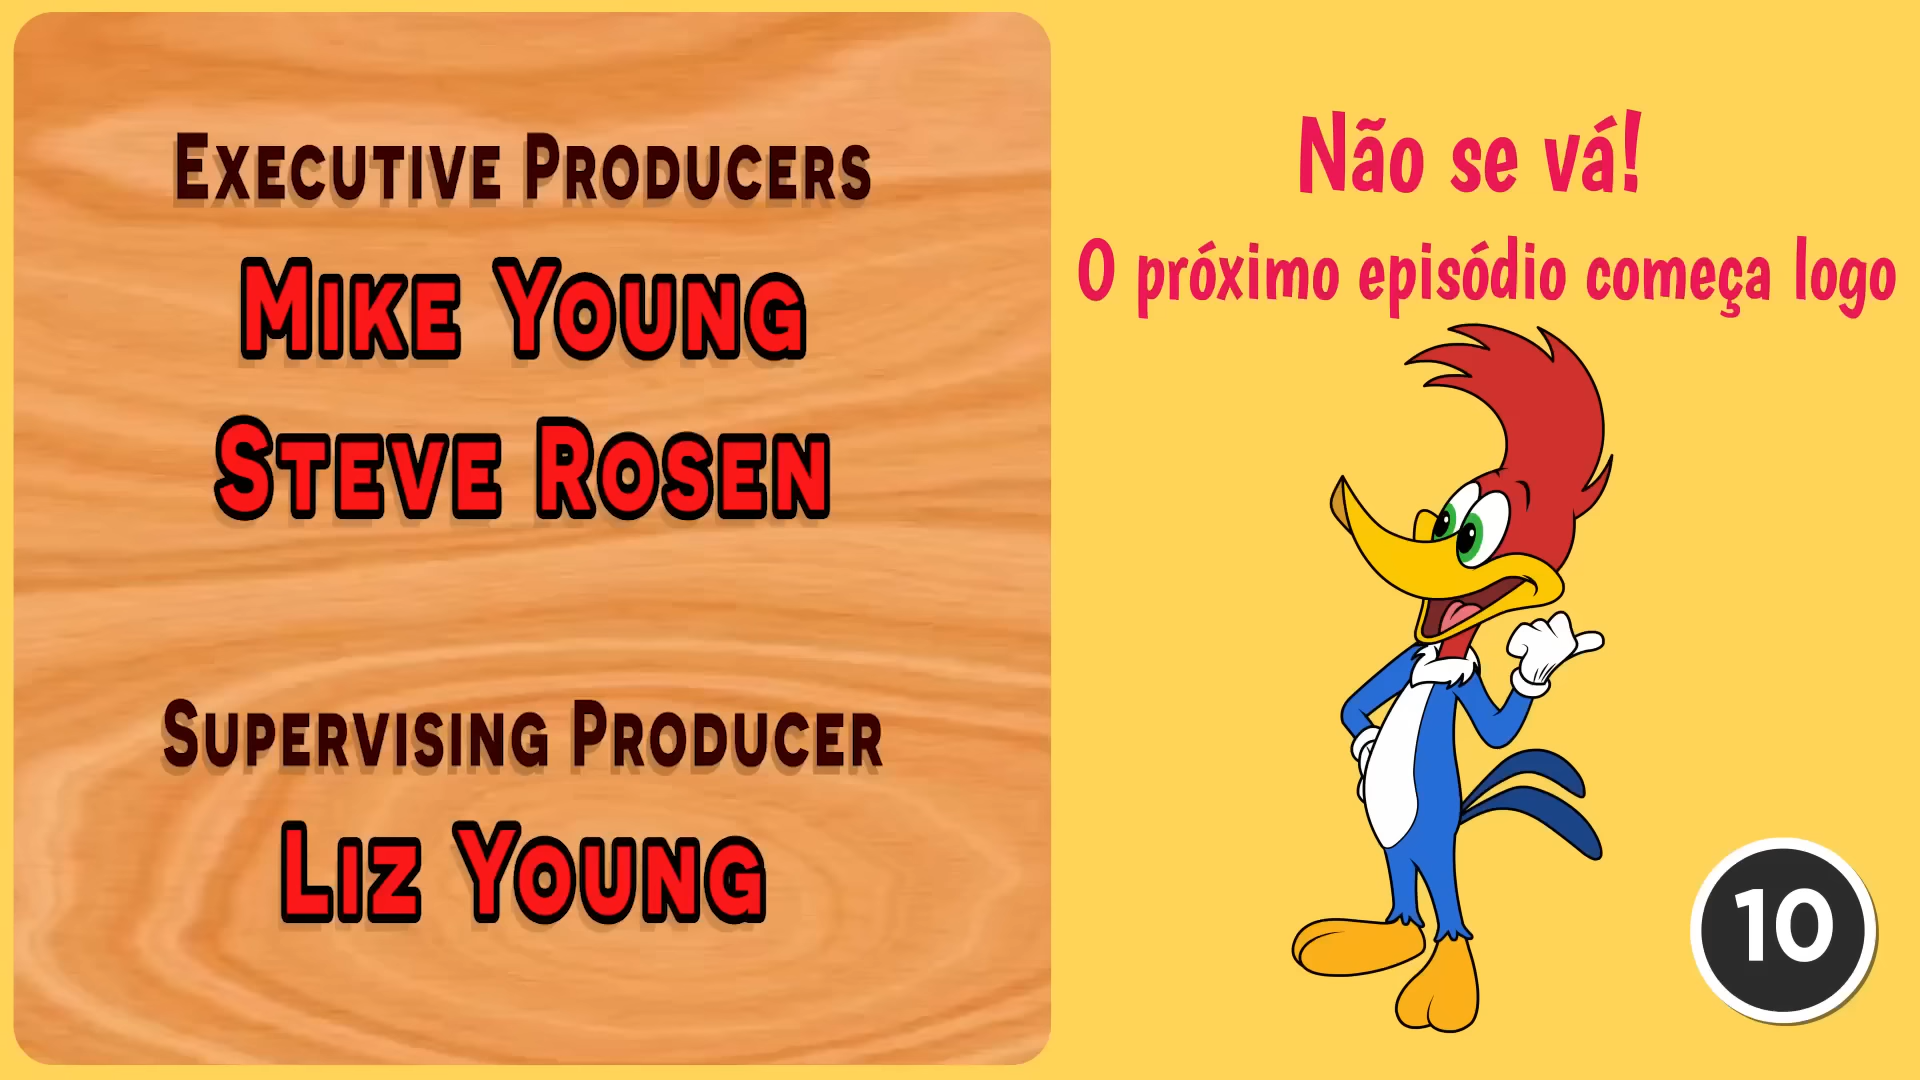 Executive Producers
Mike Young
Steve Rosen
Supervising Producer
Liz Young
Não se vá!
O próximo episódio começa logo
10